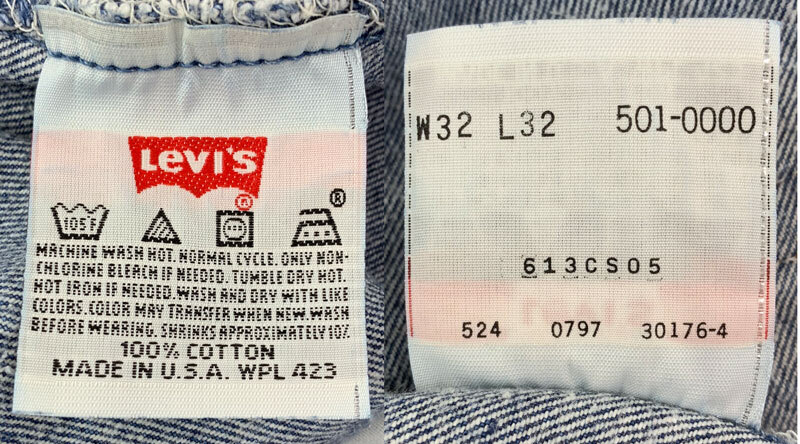 LEVI'S
®
105F
®
MACHINE WASH HOT. NORMAL CYCLE. ONLY NON-
CHLORINE BLEACH IF NEEDED. TUMBLE DRY HOT.
HOT IRON IF NEEDED. WASH AND DRY WITH LIKE
COLORS. COLOR MAY TRANSFER WHEN NEW. WASH
BEFORE WEARING. SHRINKS APPROXIMATELY 10%
100% COTTON
MADE IN U.S.A. WPL 423
W32 L32 501-0000
613CS05
524 0797 30176-4